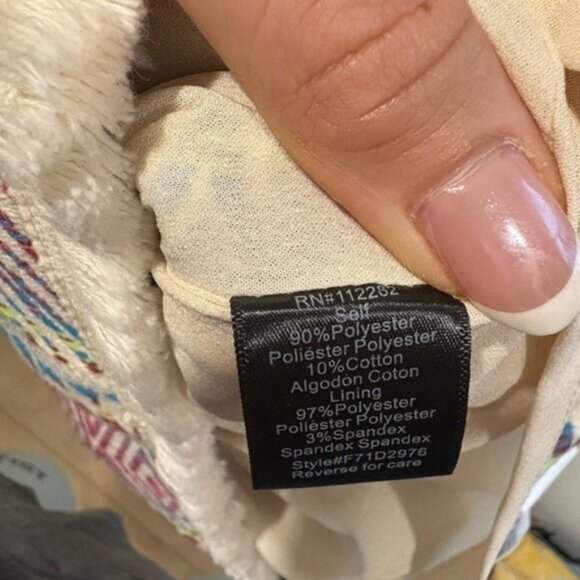 RN#112282
Self
90%Polyester
Poliéster Polyester
10%Cotton
Algodón Coton
Lining
97%Polyester
Poliester Polyester
3%Spandex
Spandex Spandex
Style#F71D2976
Reverse for care